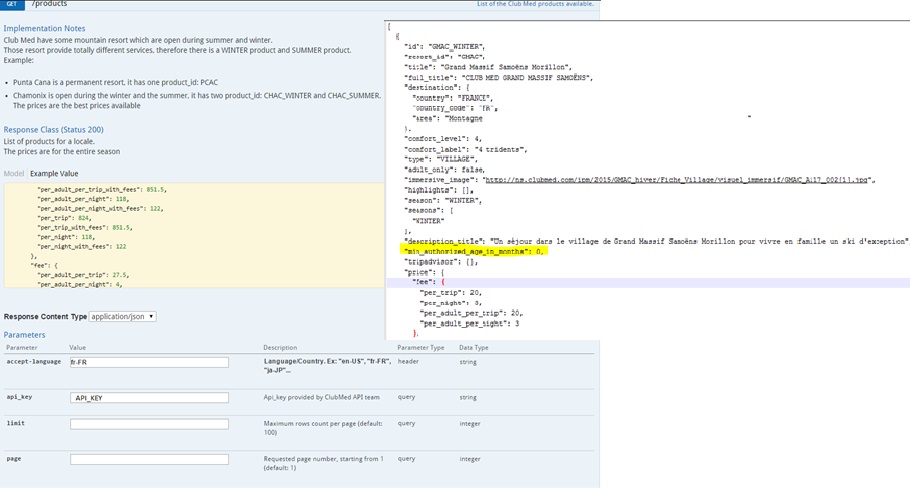 GET /products List of the Club Med products available.
Implementation Notes
Club Med have some mountain resort which are open during summer and winter.
Those resort provide totally different services, therefore there is a WINTER product and SUMMER product.
Example:
Punta Cana is a permanent resort, it has one product_id: PCAC
Chamonix is open during the winter and the summer, it has two product_id: CHAC_WINTER and CHAC_SUMMER.
The prices are the best prices available
Response Class (Status 200)
List of products for a locale.
The prices are for the entire season
Model Example Value
"per_adult_per_trip_with_fees": 851.5,
"per_adult_per_night": 118,
"per_adult_per_night_with_fees": 122,
"per_trip": 824,
"per_trip_with_fees": 851.5,
"per_night": 118,
"per_night_with_fees": 122
},
"fee": {
"per_adult_per_trip": 27.5,
"per_adult_per_night": 4,
Response Content Type application/json
Parameters
Parameter Value Description Parameter Type Data Type
accept-language fr-FR Language/Country. Ex: "en-US", "fr-FR", header string
"ja-JP"...
api_key API_KEY Api_key provided by ClubMed API team query string
limit Maximum rows count per page (default: query integer
100)
page Requested page number, starting from 1 query integer
(default: 1)
[
{
"id": "GMAC_WINTER",
"resort_id": "GMAC",
"title": "Grand Massif Samoëns Morillon",
"full_title": "CLUB MED GRAND MASSIF SAMOËNS",
"destination": {
"country": "FRANCE",
"country_code": "FR",
"area": "Montagne
},
"comfort_level": 4,
"comfort_label": "4 tridents",
"type": "VILLAGE",
"adult_only": false,
"immersive_image": "http://ns.clubmed.com/ipm/2015/GMAC_hiver/Fiche_Village/visuel_immersif/GMAC_A117_002[1].jpg",
"highlights": [],
"season": "WINTER",
"seasons": [
"WINTER"
],
"description_title": "Un séjour dans le village de Grand Massif Samoëns Morillon pour vivre en famille un ski d'exception"
"min_authorized_age_in_months": 0,
"tripadvisor": {},
"price": {
"fee": {
"per_trip": 20,
"per_night": 3,
"per_adult_per_trip": 20,
"per_adult_per_night": 3
},